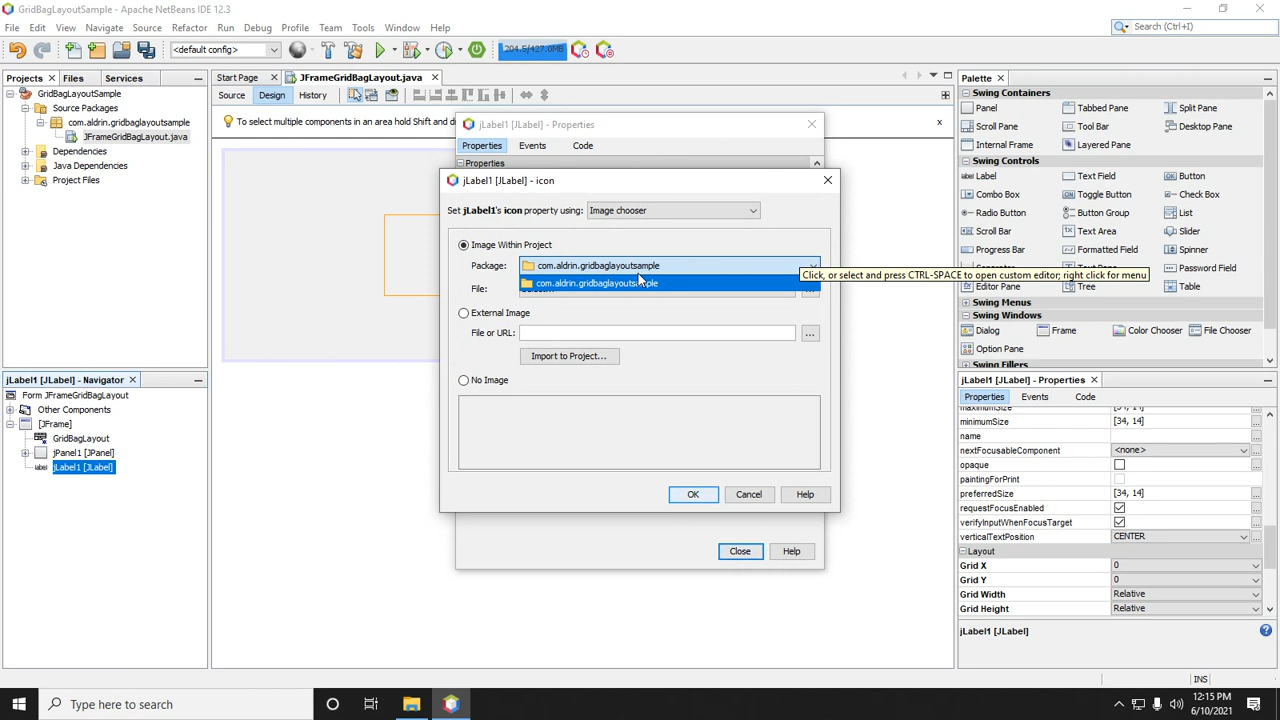 GridBagLayoutSample - Apache NetBeans IDE 12.3
File Edit View Navigate Source Refactor Run Debug Profile Team Tools Window Help
Search (Ctrl+I)
<default config>
204.5/427.0MB
Projects Files Services
GridBagLayoutSample
Source Packages
com.aldrin.gridbaglayoutsample
JFrameGridBagLayout.java
Dependencies
Java Dependencies
Project Files
Start Page JFrameGridBagLayout.java
Source Design History
To select multiple components in an area hold Shift and
jLabel1 [JLabel] - Properties
Properties Events Code
Properties
jLabel1 [JLabel] - icon
Set jLabel1's icon property using: Image chooser
Image Within Project
Package: com.aldrin.gridbaglayoutsample
com.aldrin.gridbaglayoutsample
File:
Click, or select and press CTRL-SPACE to open custom editor; right click for menu
External Image
File or URL: ...
Import to Project...
No Image
OK Cancel Help
Close Help
jLabel1 [JLabel] - Navigator
Form JFrameGridBagLayout
Other Components
[JFrame]
GridBagLayout
jPanel1 [JPanel]
jLabel1 [JLabel]
Palette
Swing Containers
Panel Tabbed Pane Split Pane
Scroll Pane Tool Bar Desktop Pane
Internal Frame Layered Pane
Swing Controls
Label Text Field Button
Combo Box Toggle Button Check Box
Radio Button Button Group List
Scroll Bar Text Area Slider
Progress Bar Formatted Field Spinner
Password Field
Editor Pane Tree Table
Swing Menus
Swing Windows
Dialog Frame Color Chooser File Chooser
Option Pane
Swing Fillers
jLabel1 [JLabel] - Properties
Properties Events Code
maximumSize [34, 14]
minimumSize [34, 14]
name
nextFocusableComponent <none>
opaque
paintingForPrint
preferredSize [34, 14]
requestFocusEnabled
verifyInputWhenFocusTarget
verticalTextPosition CENTER
Layout
Grid X 0
Grid Y 0
Grid Width Relative
Grid Height Relative
jLabel1 [JLabel]
INS
Type here to search
12:15 PM
6/10/2021